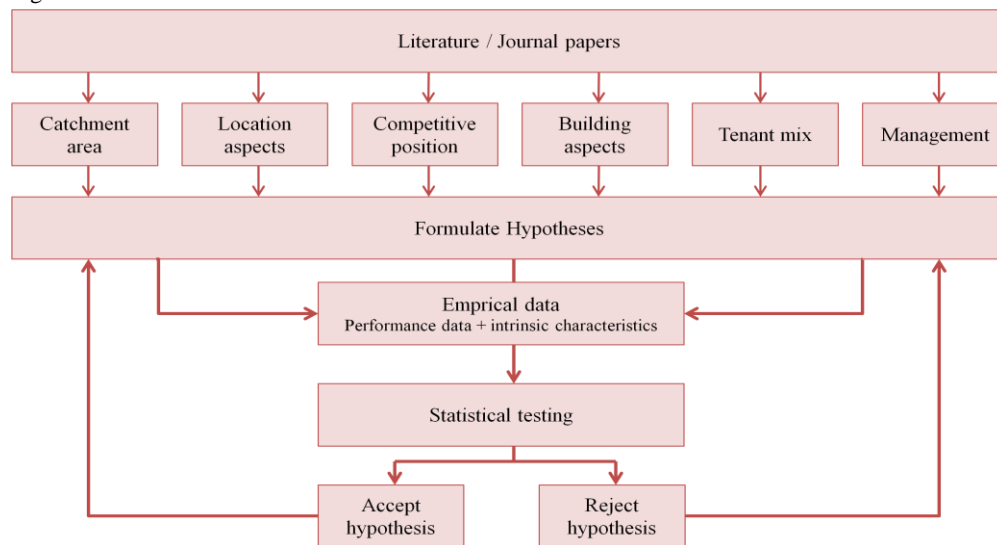 Literature / Journal papers
Catchment
area
Location
aspects
Competitive
position
Building
aspects
Tenant mix
Management
Formulate Hypotheses
Emprical data
Performance data + intrinsic characteristics
Statistical testing
Accept
hypothesis
Reject
hypothesis